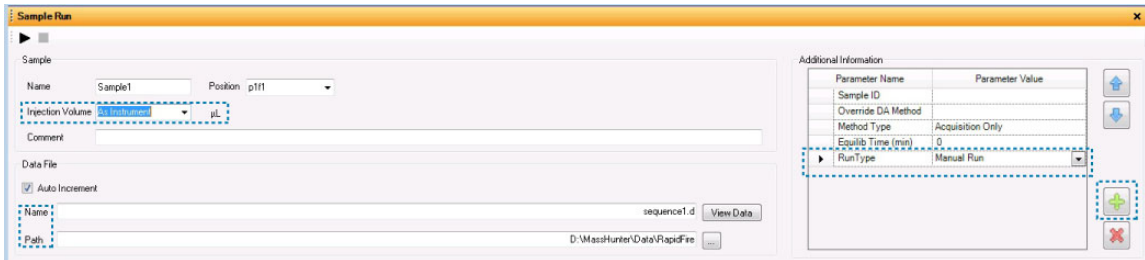 Sample Run
Sample
Name Sample1 Position p1f1
Injection Volume As Instrument µL
Comment
Data File
Auto Increment
Name sequence1.d View Data
Path D:\MassHunter\Data\RapidFire ...
Additional Information
Parameter Name Parameter Value
Sample ID
Override DA Method
Method Type Acquisition Only
Equilib Time (min) 0
RunType Manual Run